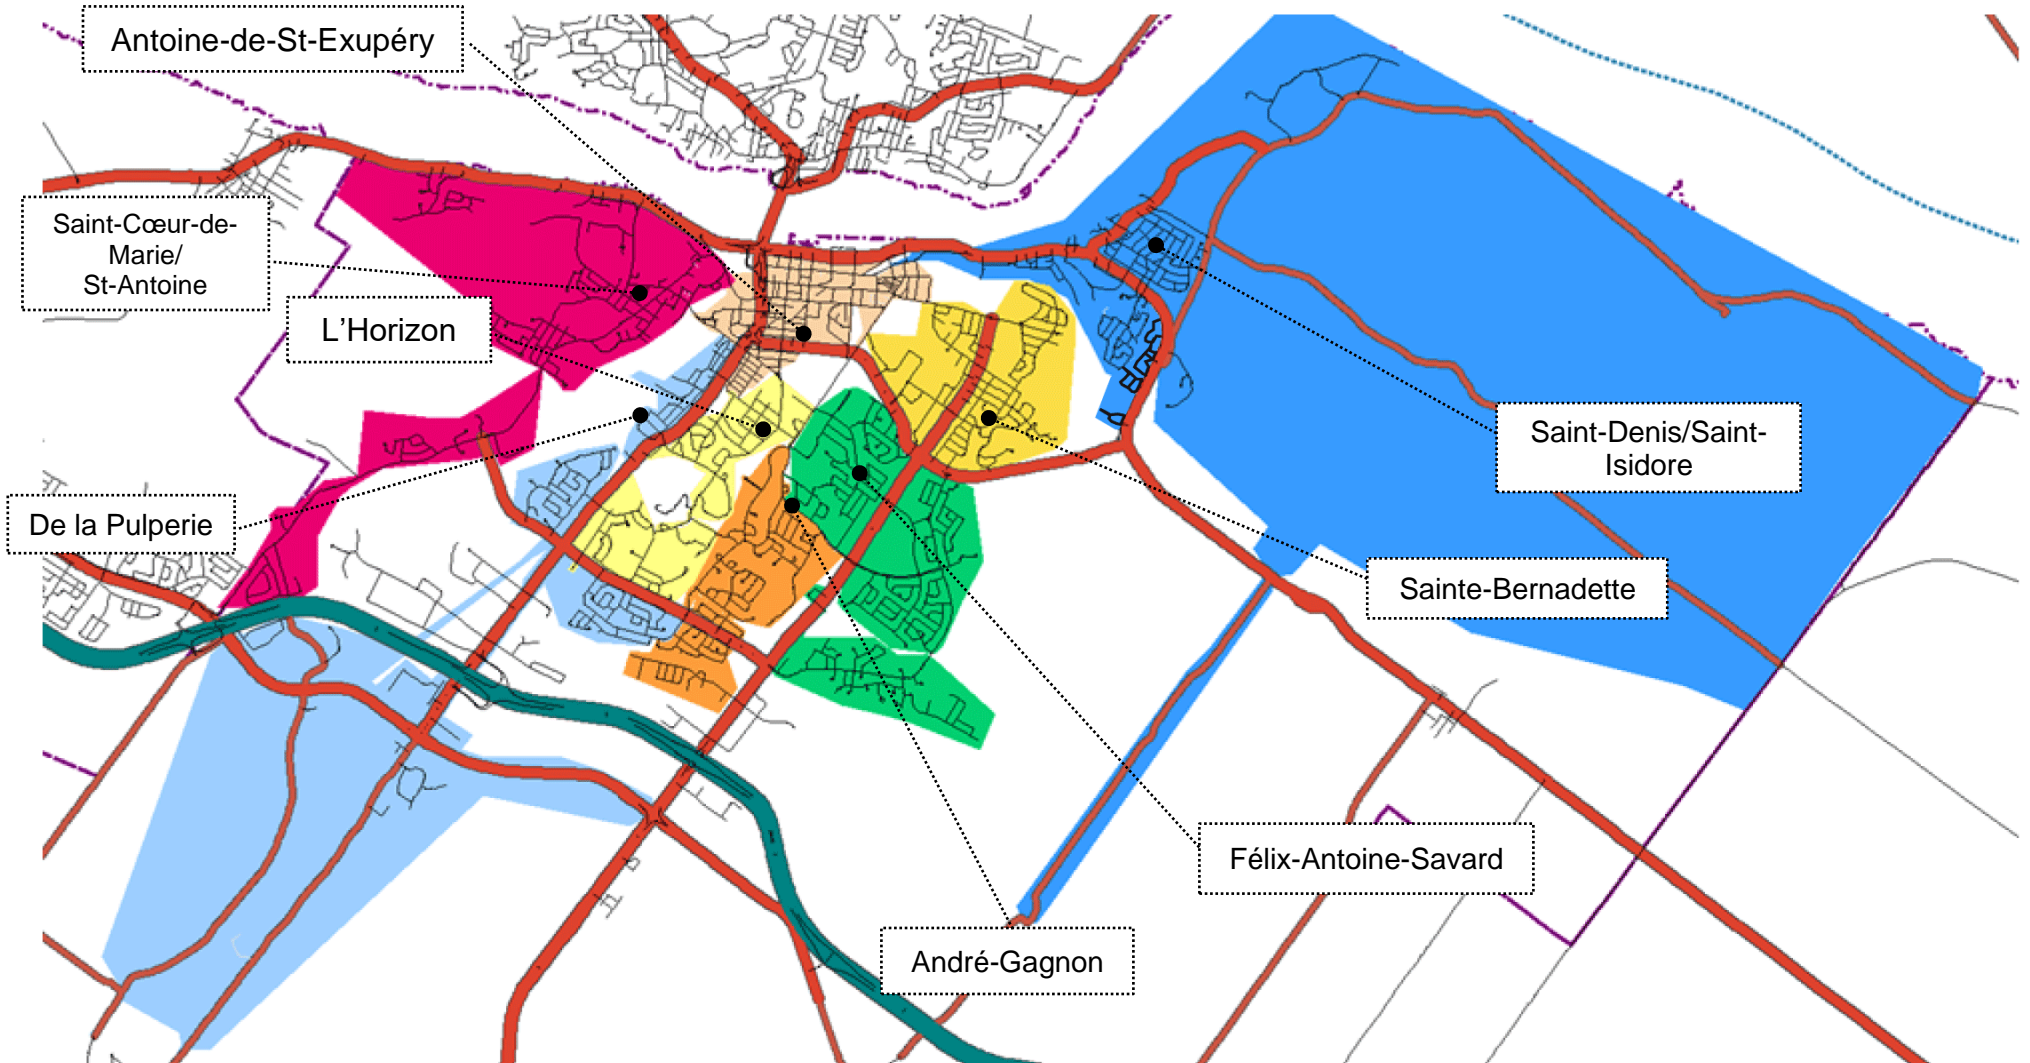 Antoine-de-St-Exupéry
Saint-Cœur-de-
Marie/
St-Antoine
L'Horizon
Saint-Denis/Saint-
Isidore
De la Pulperie
Sainte-Bernadette
Félix-Antoine-Savard
André-Gagnon